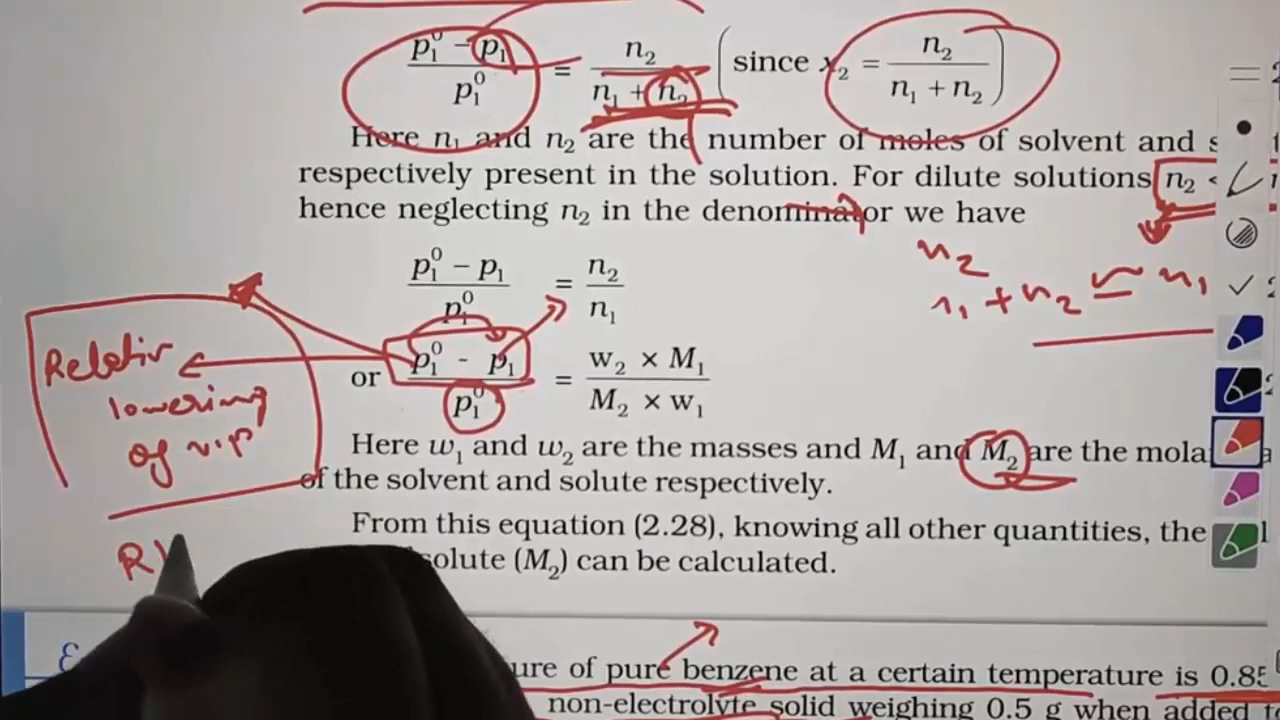 p₁⁰ – p₁ / p₁⁰ = n₂ / n₁ + n₂ (since x₂ = n₂ / n₁ + n₂)
Here n₁ and n₂ are the number of moles of solvent and
respectively present in the solution. For dilute solutions n₂ <
hence neglecting n₂ in the denominator we have
n₂
n₁ + n₂ ≃ n₁
p₁⁰ – p₁ / p₁⁰ = n₂ / n₁
or p₁⁰ - p₁ / p₁⁰ = w₂ × M₁ / M₂ × w₁
Relativ
lowering
of v.p
Here w₁ and w₂ are the masses and M₁ and M₂ are the mola
of the solvent and solute respectively.
From this equation (2.28), knowing all other quantities, the
olute (M₂) can be calculated.
R
ure of pure benzene at a certain temperature is 0.85
non-electrolyte solid weighing 0.5 g when added to